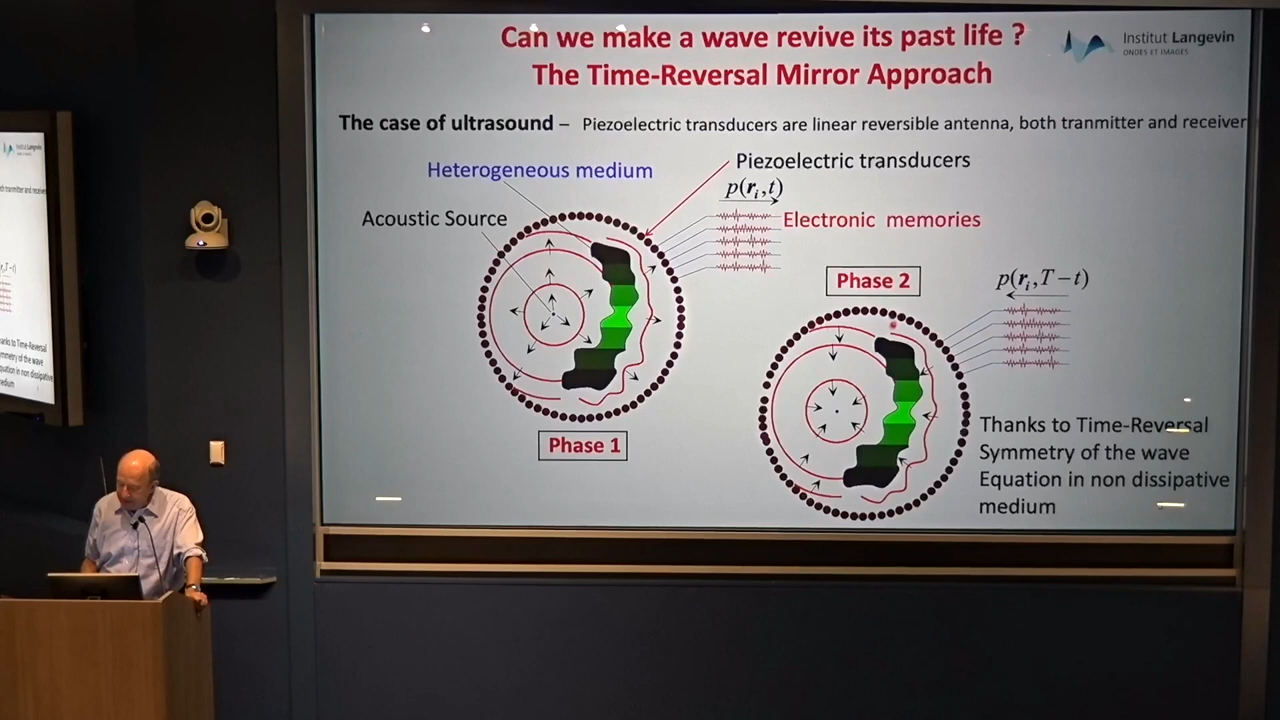 Can we make a wave revive its past life ?
The Time-Reversal Mirror Approach
Institut Langevin
ONDES ET IMAGES
The case of ultrasound – Piezoelectric transducers are linear reversible antenna, both tranmitter and receiver
Heterogeneous medium
Piezoelectric transducers
p(rᵢ,t)
Acoustic Source
Electronic memories
Phase 2
p(rᵢ,T−t)
Phase 1
Thanks to Time-Reversal
Symmetry of the wave
Equation in non dissipative
medium